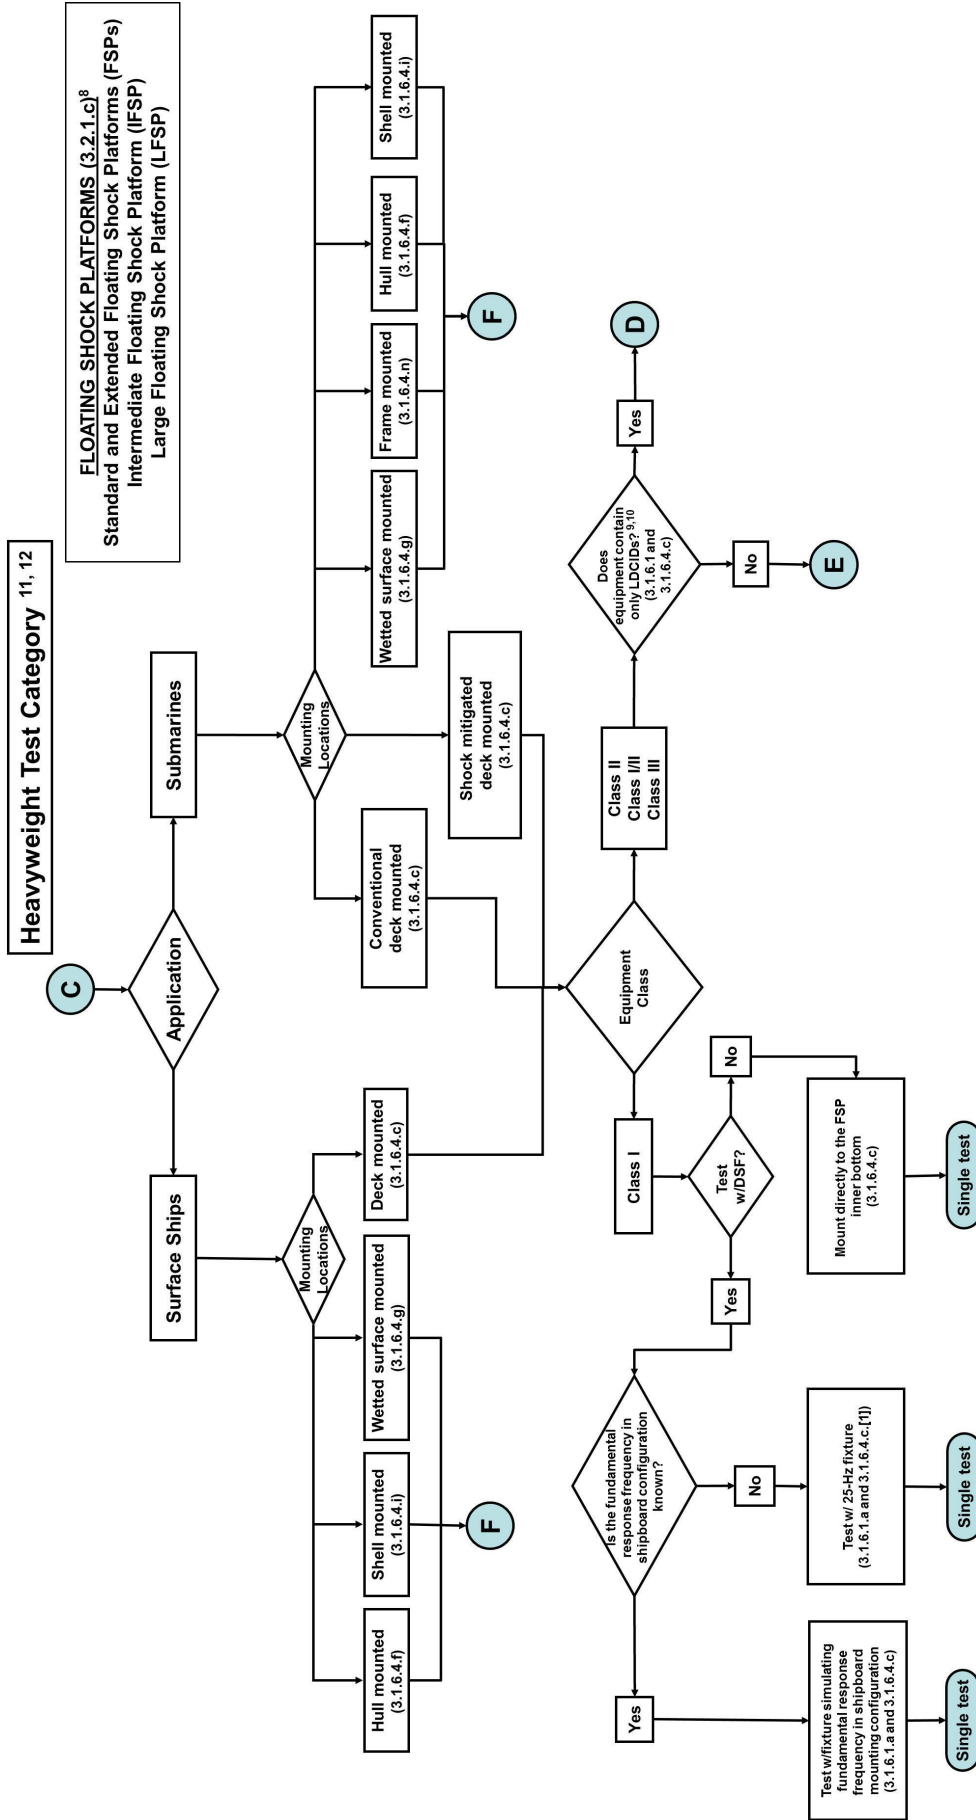 Heavyweight Test Category 11, 12
FLOATING SHOCK PLATFORMS (3.2.1.c)8
Standard and Extended Floating Shock Platforms (FSPs)
Intermediate Floating Shock Platform (IFSP)
Large Floating Shock Platform (LFSP)
C
Application
Surface Ships
Submarines
Mounting
Locations
Mounting
Locations
Hull mounted
(3.1.6.4.f)
Shell mounted
(3.1.6.4.i)
Wetted surface mounted
(3.1.6.4.g)
Deck mounted
(3.1.6.4.c)
Conventional
deck mounted
(3.1.6.4.c)
Shock mitigated
deck mounted
(3.1.6.4.c)
Wetted surface mounted
(3.1.6.4.g)
Frame mounted
(3.1.6.4.n)
Hull mounted
(3.1.6.4.f)
Shell mounted
(3.1.6.4.i)
F
F
Equipment
Class
Class I
Class II
Class I/II
Class III
Does
equipment contain
only LDCIDs? 9,10
(3.1.6.1 and
3.1.6.4.c)
Yes
D
No
E
Test
w/DSF?
Yes
No
Is the fundamental
response frequency in
shipboard configuration
known?
Yes
No
Test w/fixture simulating
fundamental response
frequency in shipboard
mounting configuration
(3.1.6.1.a and 3.1.6.4.c)
Test w/ 25-Hz fixture
(3.1.6.1.a and 3.1.6.4.c.[1])
Mount directly to the FSP
inner bottom
(3.1.6.4.c)
Single test
Single test
Single test